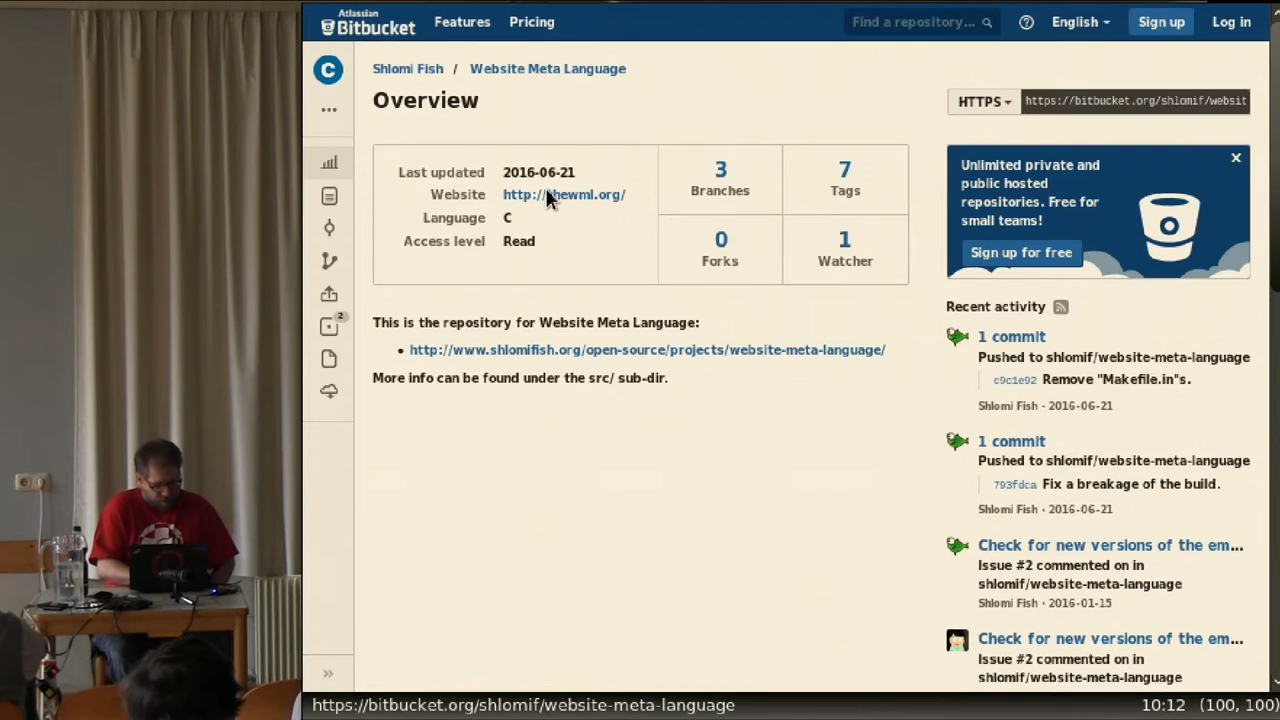 Atlassian
Bitbucket
Features
Pricing
Find a repository...
English
Sign up
Log in
C
Shlomi Fish / Website Meta Language
Overview
HTTPS
https://bitbucket.org/shlomif/websit
Last updated 2016-06-21
Website http://thewml.org/
Language C
Access level Read
3
Branches
7
Tags
0
Forks
1
Watcher
Unlimited private and
public hosted
repositories. Free for
small teams!
Sign up for free
This is the repository for Website Meta Language:
• http://www.shlomifish.org/open-source/projects/website-meta-language/
More info can be found under the src/ sub-dir.
2
Recent activity
1 commit
Pushed to shlomif/website-meta-language
c9c1e92 Remove "Makefile.in"s.
Shlomi Fish · 2016-06-21
1 commit
Pushed to shlomif/website-meta-language
793fdca Fix a breakage of the build.
Shlomi Fish · 2016-06-21
Check for new versions of the em...
Issue #2 commented on in
shlomif/website-meta-language
Shlomi Fish · 2016-01-15
Check for new versions of the em...
Issue #2 commented on in
shlomif/website-meta-language
https://bitbucket.org/shlomif/website-meta-language
10:12 (100, 100)